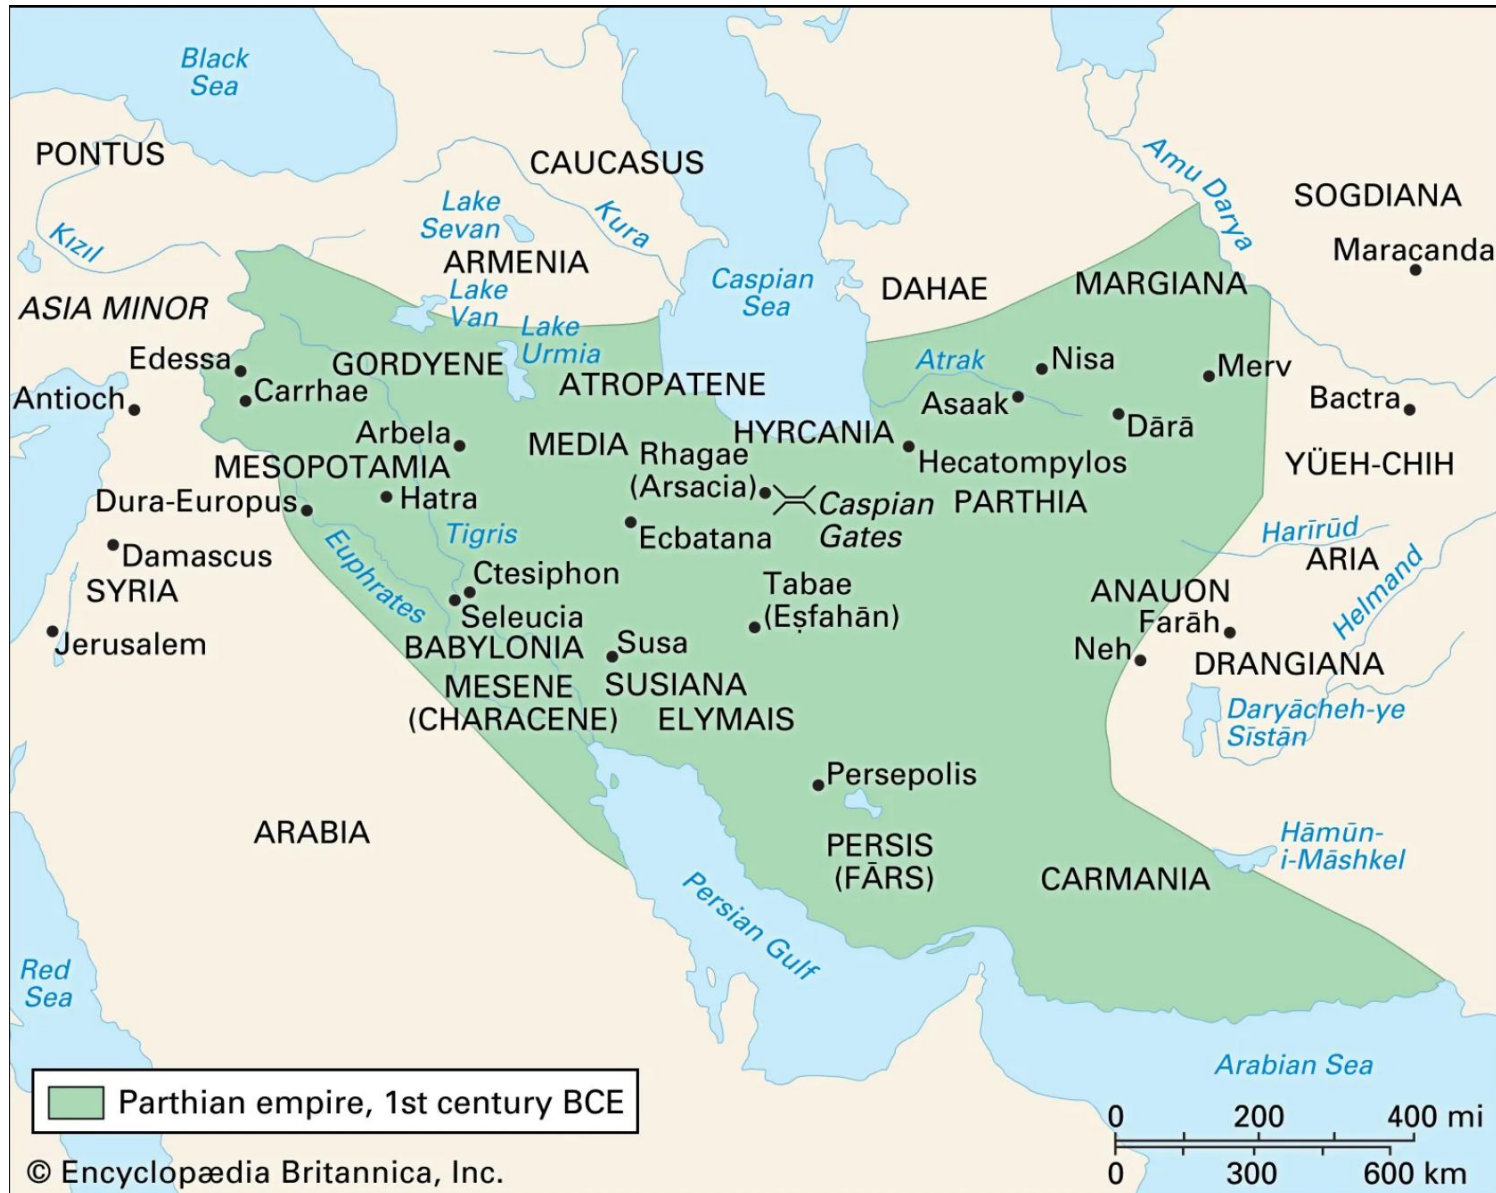 Black
Sea
PONTUS
CAUCASUS
Amu Darya
SOGDIANA
Lake
Sevan
Kura
Kızıl
Maracanda
ARMENIA
Caspian
Sea
DAHAE
MARGIANA
ASIA MINOR
Lake
Van
Lake
Urmia
Edessa
GORDYENE
Atrak
Nisa
Merv
Antioch
Carrhae
ATROPATENE
Asaak
Bactra
Dārā
Arbela
MEDIA
HYRCANIA
MESOPOTAMIA
Rhagae
(Arsacia)
Hecatompylos
YÜEH-CHIH
Dura-Europus
Hatra
Caspian
Gates
PARTHIA
Tigris
Ecbatana
Harīrūd
Damascus
Euphrates
ARIA
SYRIA
Ctesiphon
Tabae
(Eşfahān)
ANAUON
Helmand
Seleucia
Farāh
Jerusalem
BABYLONIA
Susa
Neh
DRANGIANA
MESENE
(CHARACENE)
SUSIANA
ELYMAIS
Daryācheh-ye
Sīstān
Persepolis
ARABIA
PERSIS
(FĀRS)
Hāmūn-
i-Māshkel
CARMANIA
Persian Gulf
Red
Sea
Arabian Sea
Parthian empire, 1st century BCE
0 200 400 mi
0 300 600 km
© Encyclopædia Britannica, Inc.